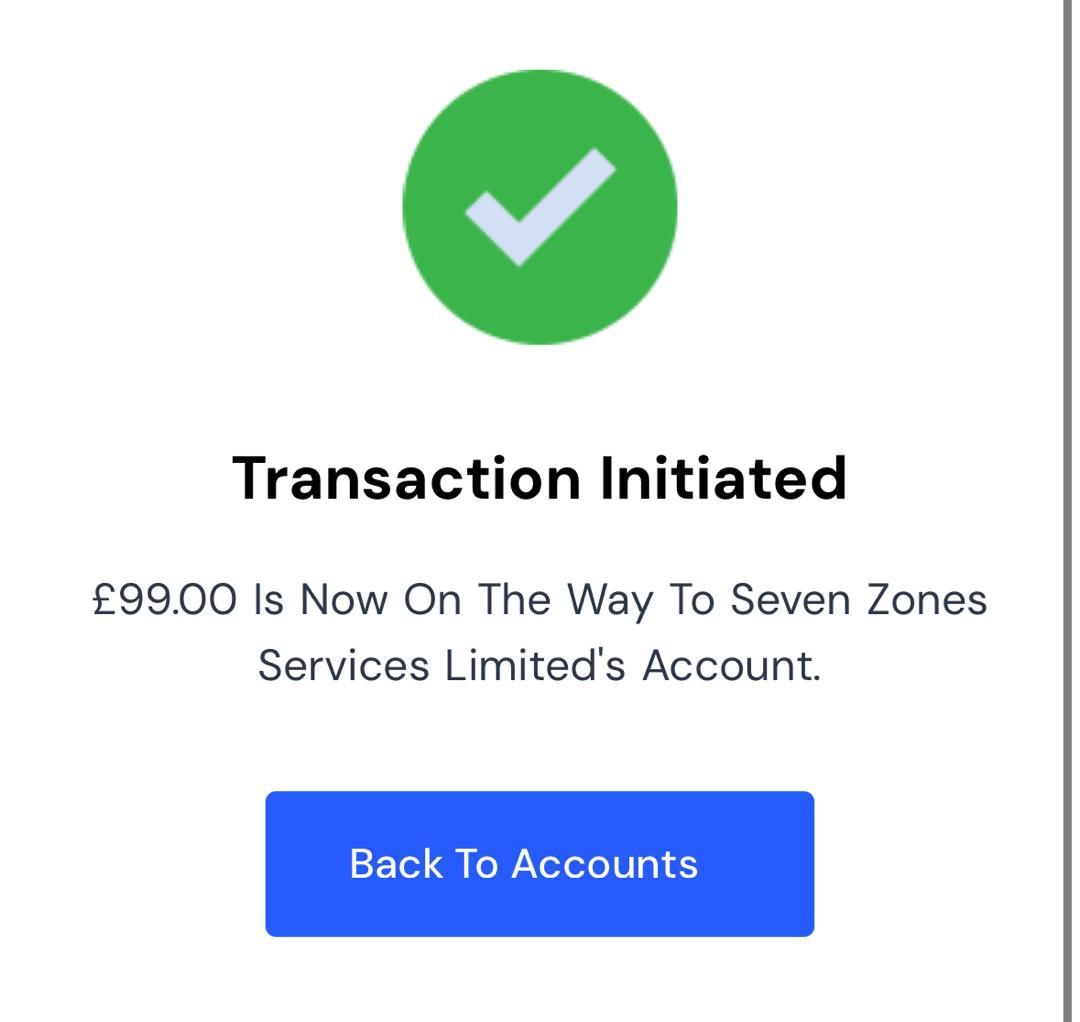 Transaction Initiated
£99.00 Is Now On The Way To Seven Zones
Services Limited's Account.
Back To Accounts